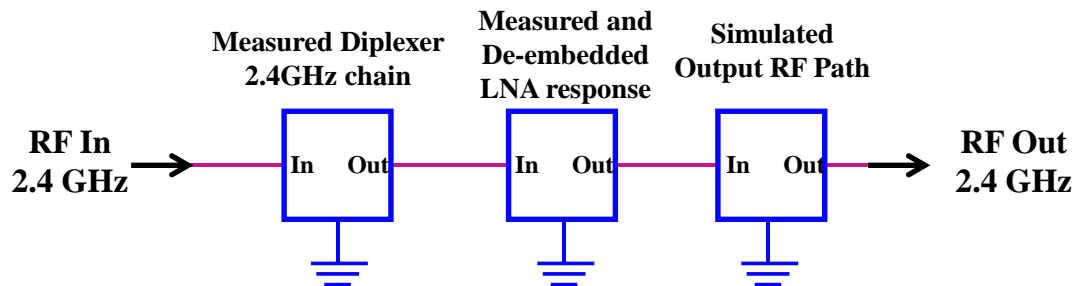 Measured Diplexer
2.4GHz chain
Measured and
De-embedded
LNA response
Simulated
Output RF Path
RF In
2.4 GHz
In Out
In Out
In Out
RF Out
2.4 GHz